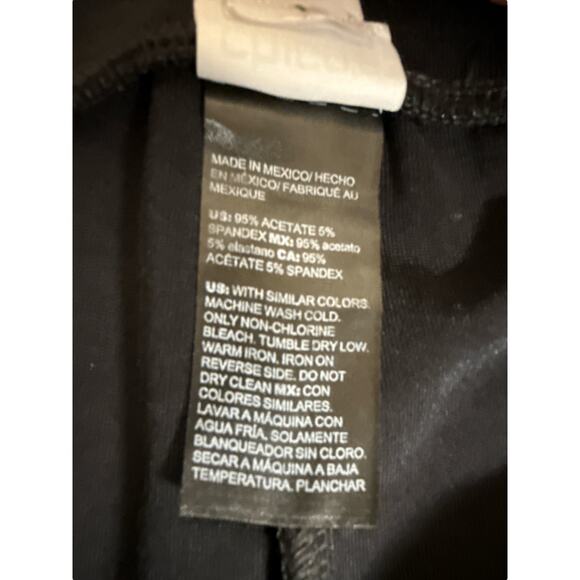 MADE IN MEXICO/ HECHO
EN MÉXICO/ FABRIQUÉ AU
MEXIQUE
US: 95% ACETATE 5%
SPANDEX MX: 95% acetato
5% elastano CA: 95%
ACÉTATE 5% SPANDEX
US: WITH SIMILAR COLORS.
MACHINE WASH COLD.
ONLY NON-CHLORINE
BLEACH. TUMBLE DRY LOW.
WARM IRON. IRON ON
REVERSE SIDE. DO NOT
DRY CLEAN MX: CON
COLORES SIMILARES.
LAVAR A MÁQUINA CON
AGUA FRÍA. SOLAMENTE
BLANQUEADOR SIN CLORO.
SECAR A MÁQUINA A BAJA
TEMPERATURA. PLANCHAR